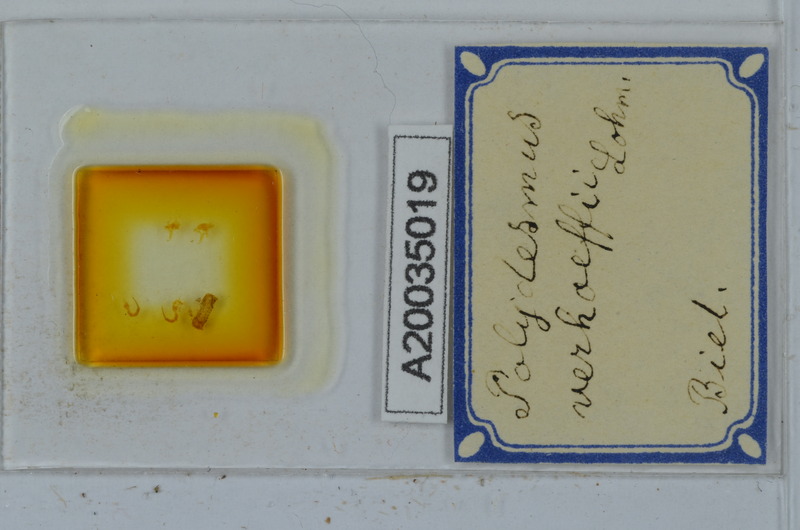 A20035019
Polydesmus
verhoeffii Lohm.
Biel.